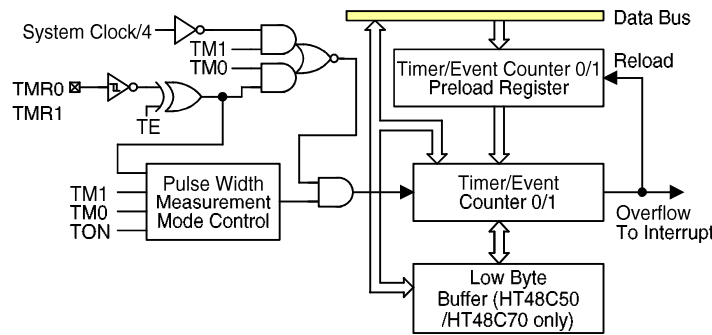 System Clock/4
TM1
TM0
TMR0
TMR1
TE
TM1
TM0
TON
Pulse Width
Measurement
Mode Control
Data Bus
Timer/Event Counter 0/1
Preload Register
Reload
Timer/Event
Counter 0/1
Overflow
To Interrupt
Low Byte
Buffer (HT48C50
/HT48C70 only)